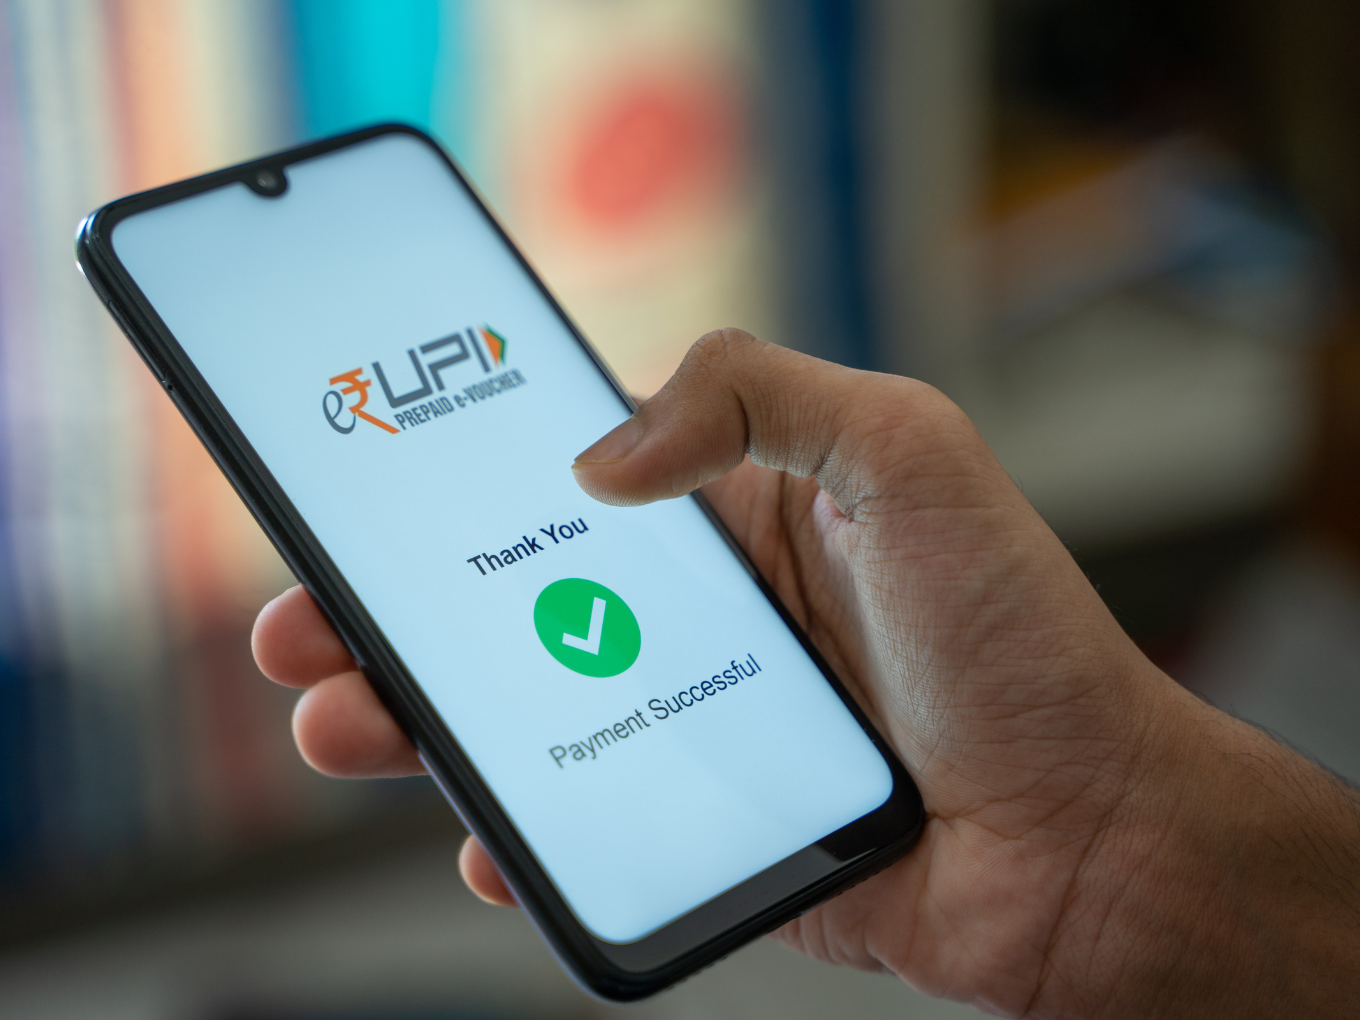 e₹UPI
PREPAID e-VOUCHER
Thank You
Payment Successful